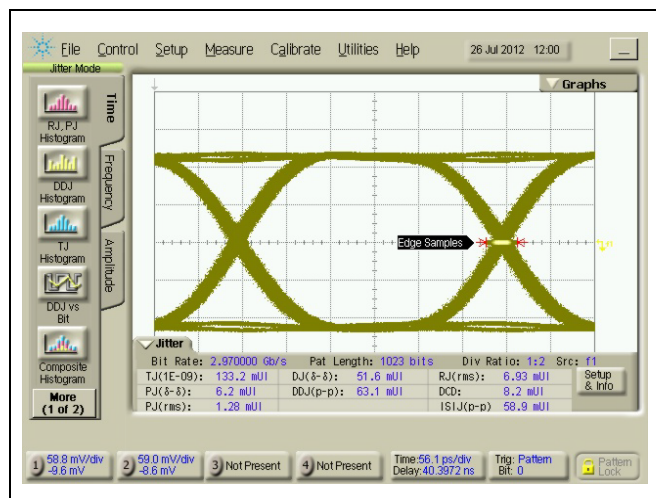 File Control Setup Measure Calibrate Utilities Help 26 Jul 2012 12:00
Jitter Mode
Graphs
RJ, PJ
Histogram
DDJ
Histogram
TJ
Histogram
DDJ vs
Bit
Composite
Histogram
More
(1 of 2)
Time
Frequency
Amplitude
Edge Samples
Jitter
Bit Rate: 2.970000 Gb/s Pat Length: 1023 bits Div Ratio: 1:2 Src: f1
TJ(1E-09): 133.2 mUI DJ(δ-δ): 51.6 mUI RJ(rms): 6.93 mUI
PJ(δ-δ): 6.2 mUI DDJ(p-p): 63.1 mUI DCD: 8.2 mUI
PJ(rms): 1.28 mUI ISIJ(p-p) 58.9 mUI
Setup
& Info
1 58.8 mV/div
-9.6 mV
2 59.0 mV/div
-8.6 mV
3 Not Present
4 Not Present
Time:56.1 ps/div
Delay:40.3972 ns
Trig: Pattern
Bit: 0
Pattern
Lock